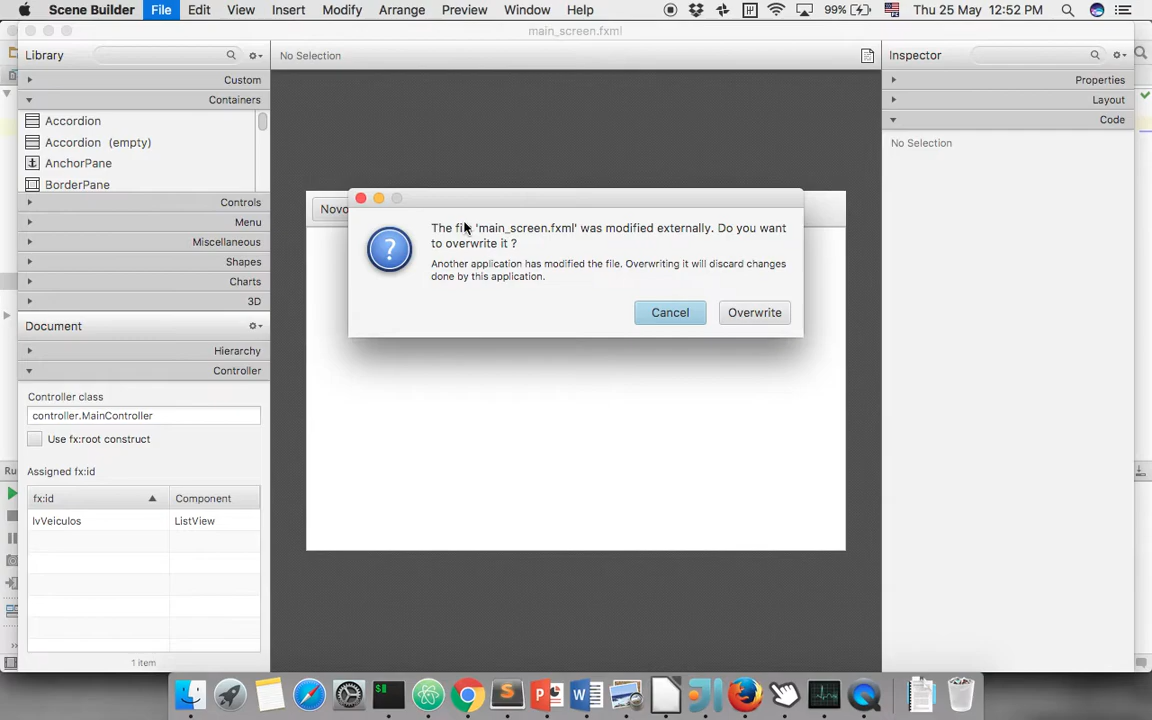 Scene Builder File Edit View Insert Modify Arrange Preview Window Help 99% Thu 25 May 12:52 PM
main_screen.fxml
Library
No Selection
Inspector
Custom
Properties
Containers
Layout
Accordion
Code
Accordion (empty)
No Selection
AnchorPane
BorderPane
Controls
Novo
Menu
Miscellaneous
Shapes
Charts
3D
The file 'main_screen.fxml' was modified externally. Do you want
to overwrite it ?
Another application has modified the file. Overwriting it will discard changes
done by this application.
Cancel
Overwrite
Document
Hierarchy
Controller
Controller class
controller.MainController
Use fx:root construct
Assigned fx:id
fx:id Component
lvVeiculos ListView
1 item